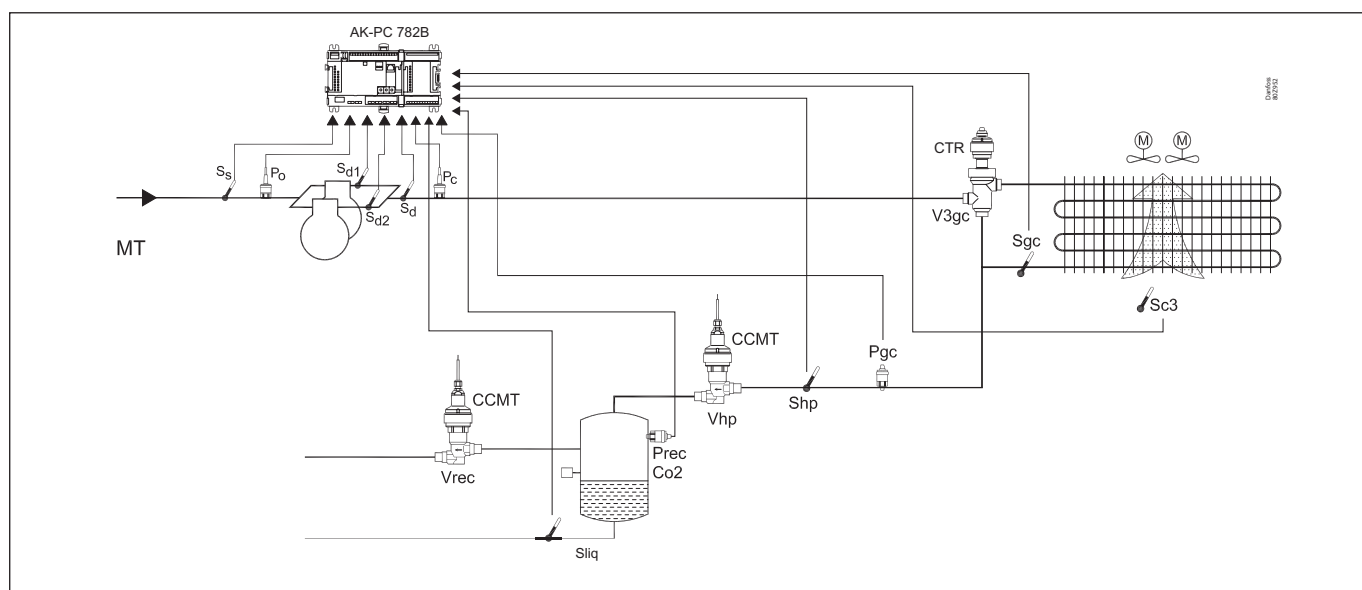 AK-PC 782B
Danfoss
80Z952
M M
CTR
Ss
Po
Sd1
Pc
Sd2
Sd
V3gc
Sgc
MT
Sc3
CCMT
Pgc
CCMT
Shp
Vhp
Prec
Co2
Vrec
Sliq